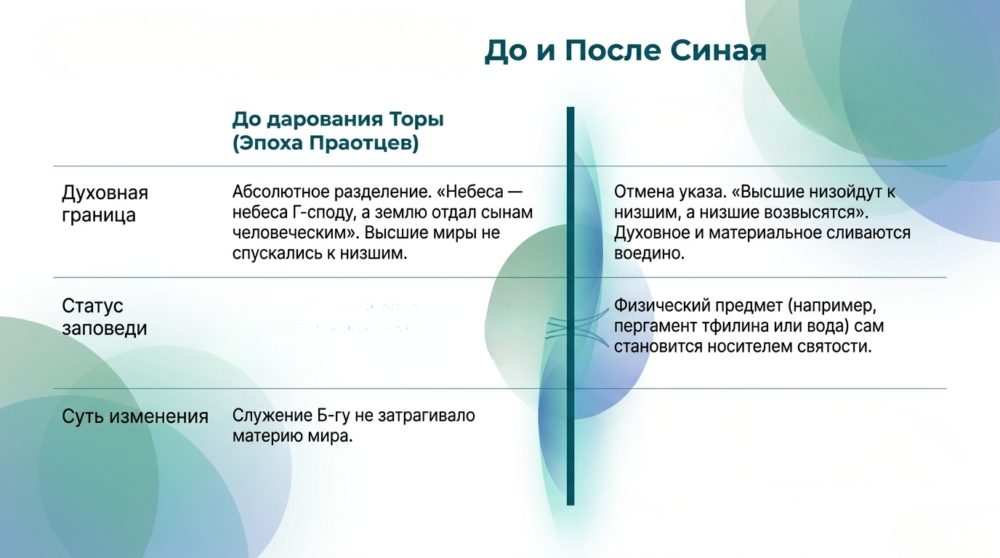 До и После Синая
До дарования Торы
(Эпоха Праотцев)
Духовная
граница
Абсолютное разделение. «Небеса —
небеса Г-споду, а землю отдал сынам
человеческим». Высшие миры не
спускались к низшим.
Отмена указа. «Высшие низойдут к
низшим, а низшие возвысятся».
Духовное и материальное сливаются
воедино.
Статус
заповеди
Физический предмет (например,
пергамент тфилина или вода) сам
становится носителем святости.
Суть изменения
Служение Б-гу не затрагивало
материю мира.